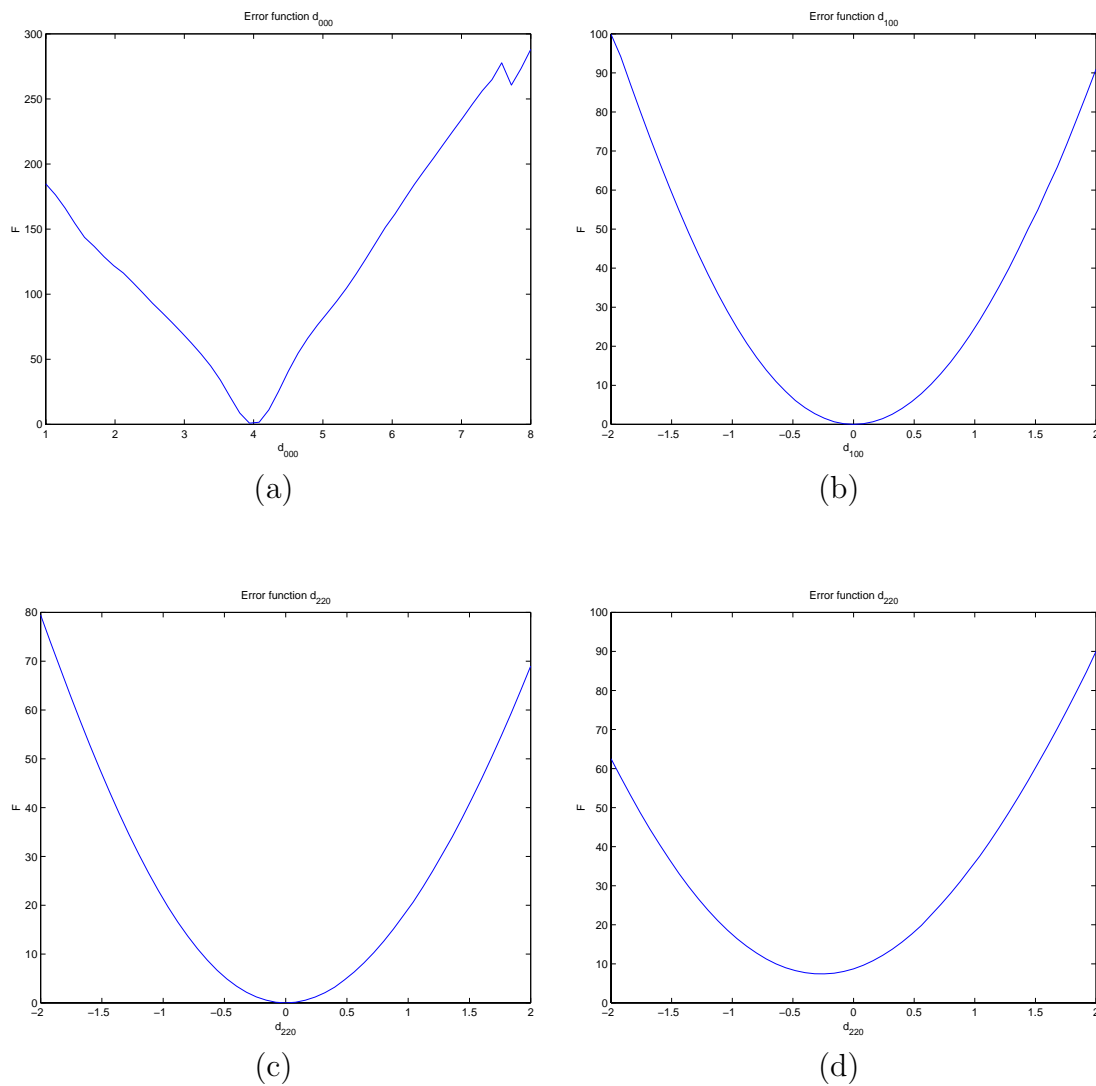 Error function d000
300
250
200
150
100
50
0
F
1 2 3 4 5 6 7 8
d000
(a)
Error function d100
100
90
80
70
60
50
40
30
20
10
0
F
−2 −1.5 −1 −0.5 0 0.5 1 1.5 2
d100
(b)
Error function d220
80
70
60
50
40
30
20
10
0
F
−2 −1.5 −1 −0.5 0 0.5 1 1.5 2
d220
(c)
Error function d220
100
90
80
70
60
50
40
30
20
10
0
F
−2 −1.5 −1 −0.5 0 0.5 1 1.5 2
d220
(d)